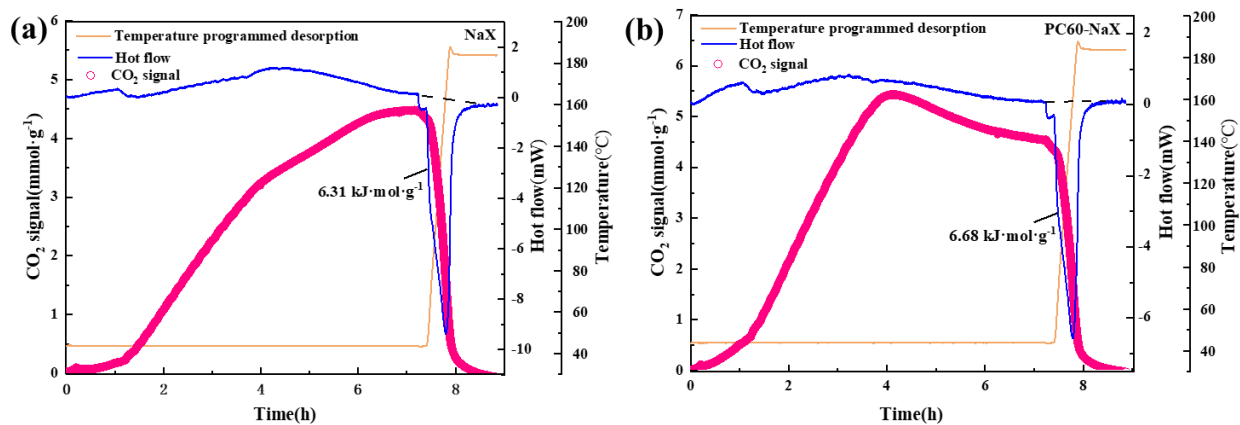 (a)
NaX
Temperature programmed desorption
Hot flow
CO₂ signal
6.31 kJ·mol·g⁻¹
CO₂ signal(mmol·g⁻¹)
0
1
2
3
4
5
6
Time(h)
0
2
4
6
8
Hot flow(mW)
2
0
-2
-4
-6
-8
-10
Temperature(°C)
200
180
160
140
120
100
80
60
40
(b)
PC60-NaX
Temperature programmed desorption
Hot flow
CO₂ signal
6.68 kJ·mol·g⁻¹
CO₂ signal(mmol·g⁻¹)
0
1
2
3
4
5
6
7
Time(h)
0
2
4
6
8
Hot flow(mW)
2
0
-2
-4
-6
Temperature(°C)
200
180
160
140
120
100
80
60
40